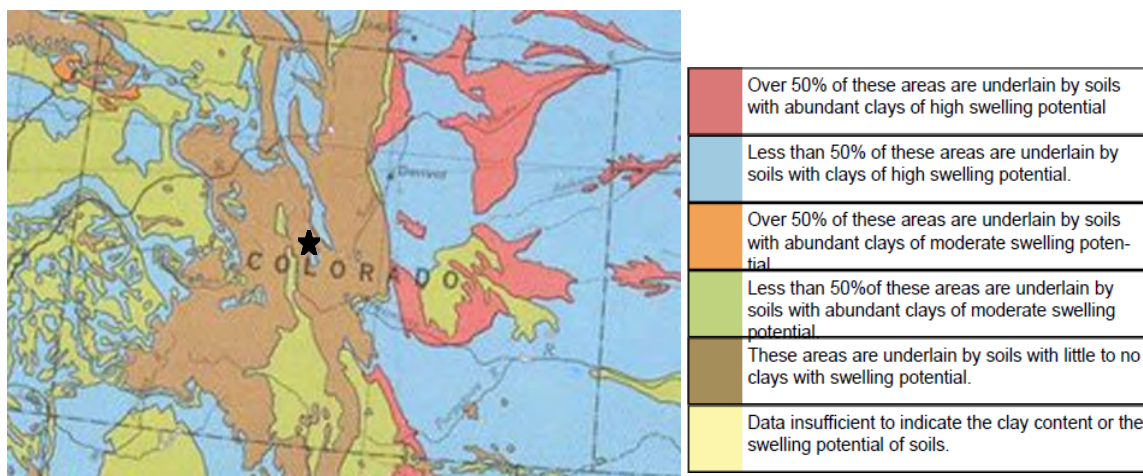 Denver
COLORADO
R
Over 50% of these areas are underlain by soils
with abundant clays of high swelling potential
Less than 50% of these areas are underlain by
soils with clays of high swelling potential.
Over 50% of these areas are underlain by soils
with abundant clays of moderate swelling poten-
tial
Less than 50%of these areas are underlain by
soils with abundant clays of moderate swelling
potential.
These areas are underlain by soils with little to no
clays with swelling potential.
Data insufficient to indicate the clay content or the
swelling potential of soils.